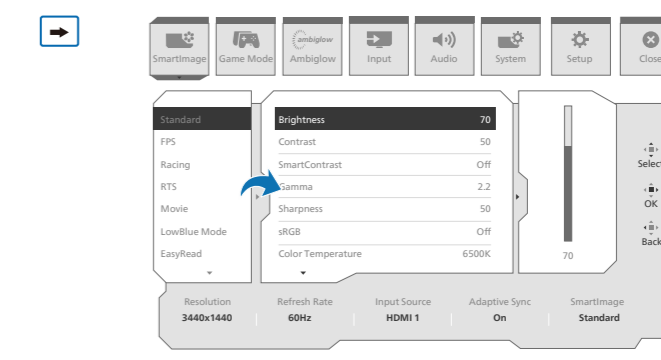 ambiglow
SmartImage Game Mode Ambiglow Input Audio System Setup Close
Standard Brightness 70
FPS Contrast 50
Racing SmartContrast Off
RTS Gamma 2.2
Movie Sharpness 50
LowBlue Mode sRGB Off
EasyRead Color Temperature 6500K 70
Select
OK
Back
Resolution Refresh Rate Input Source Adaptive Sync SmartImage
3440x1440 60Hz HDMI 1 On Standard